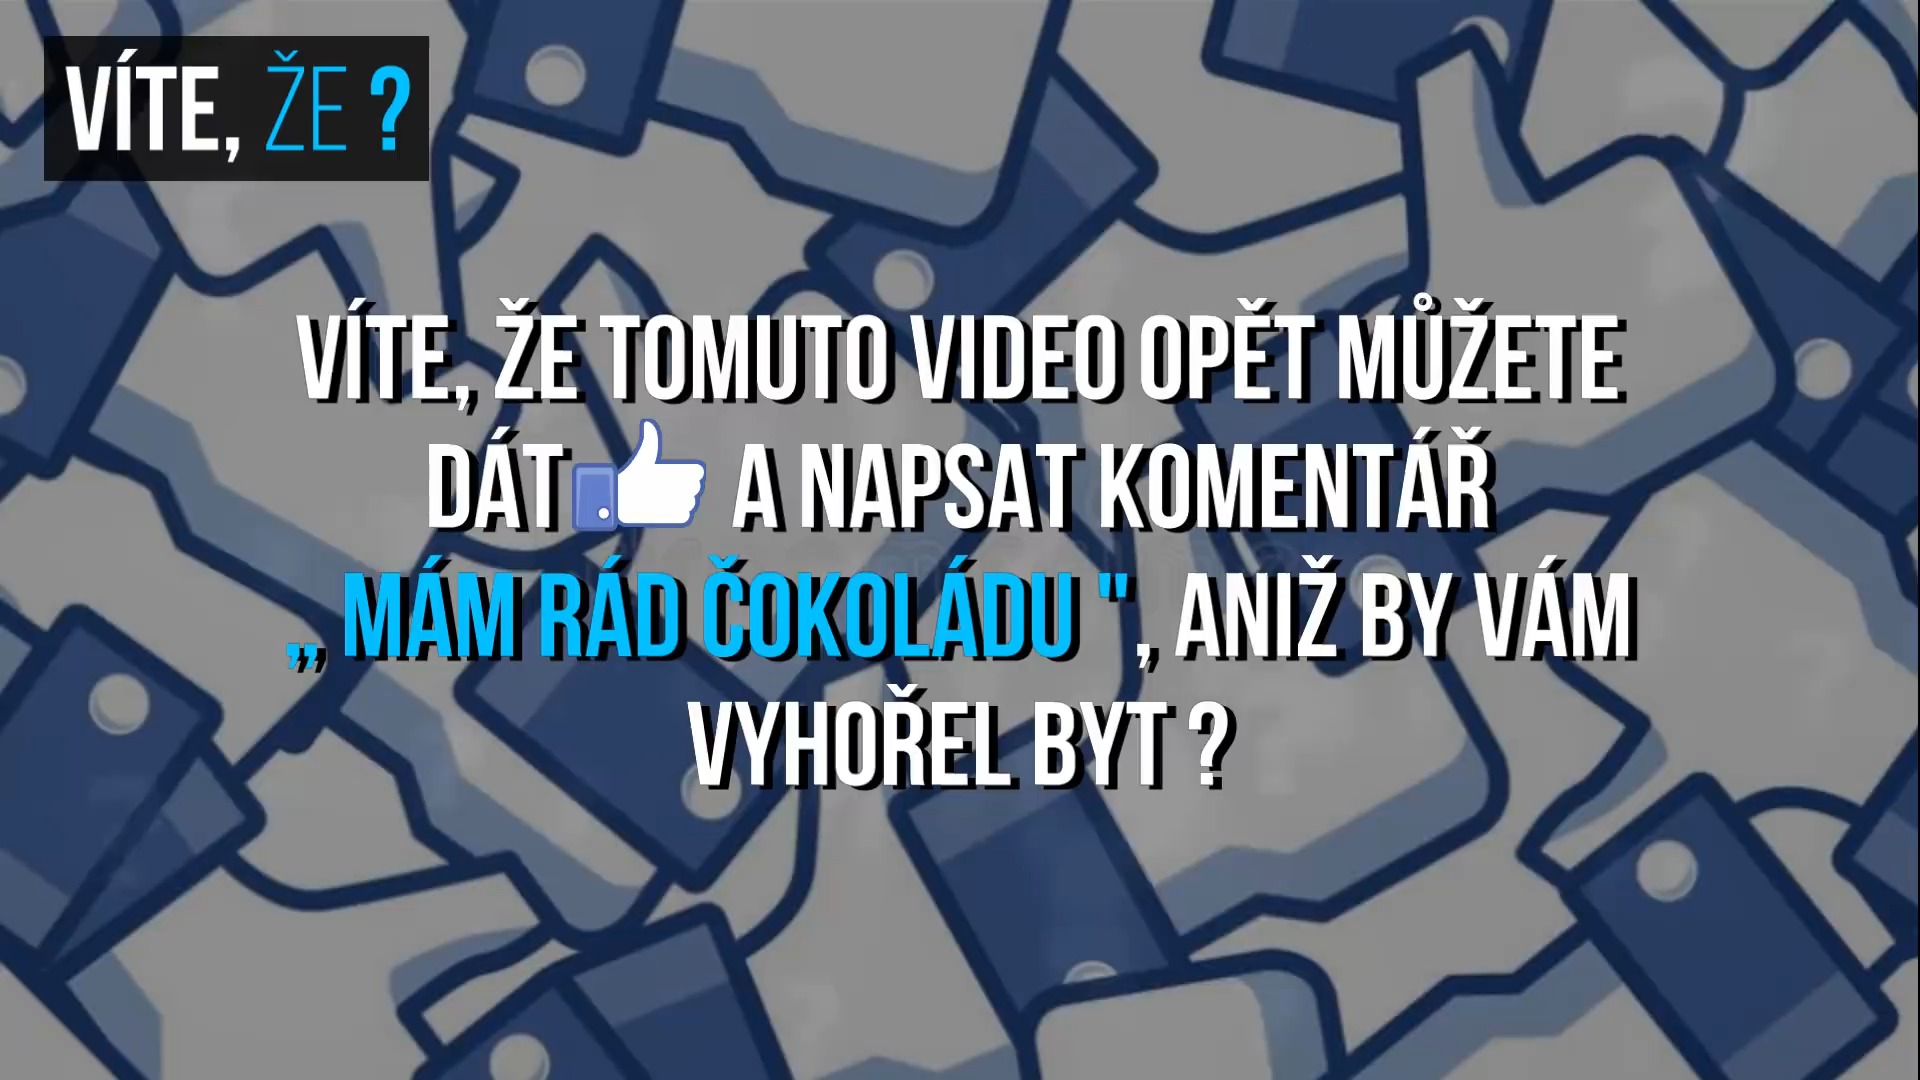 VÍTE, ŽE ?
VÍTE, ŽE TOMUTO VIDEO OPĚT MŮŽETE
DÁT A NAPSAT KOMENTÁŘ
„ MÁM RÁD ČOKOLÁDU ", ANIŽ BY VÁM
VYHOŘEL BYT ?